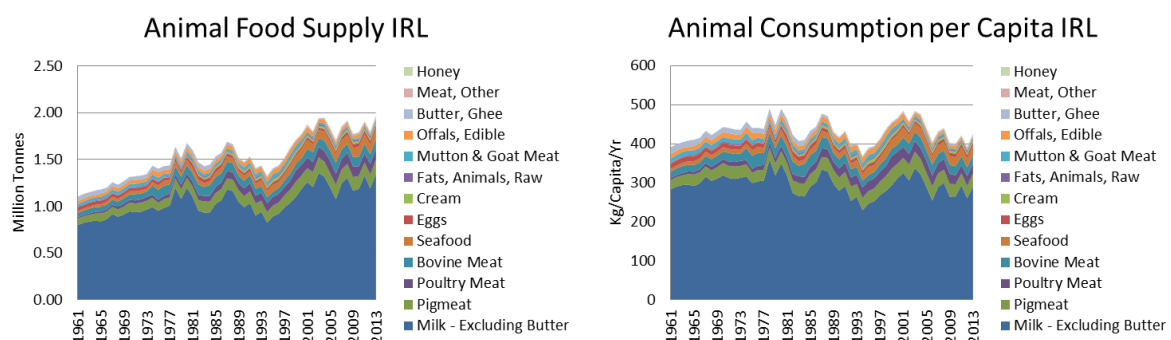 Animal Food Supply IRL
2.50
2.00
1.50
1.00
0.50
0.00
Million Tonnes
1961
1965
1969
1973
1977
1981
1985
1989
1993
1997
2001
2005
2009
2013
Honey
Meat, Other
Butter, Ghee
Offals, Edible
Mutton & Goat Meat
Fats, Animals, Raw
Cream
Eggs
Seafood
Bovine Meat
Poultry Meat
Pigmeat
Milk - Excluding Butter
Animal Consumption per Capita IRL
600
500
400
300
200
100
0
Kg/Capita/Yr
1961
1965
1969
1973
1977
1981
1985
1989
1993
1997
2001
2005
2009
2013
Honey
Meat, Other
Butter, Ghee
Offals, Edible
Mutton & Goat Meat
Fats, Animals, Raw
Cream
Eggs
Seafood
Bovine Meat
Poultry Meat
Pigmeat
Milk - Excluding Butter